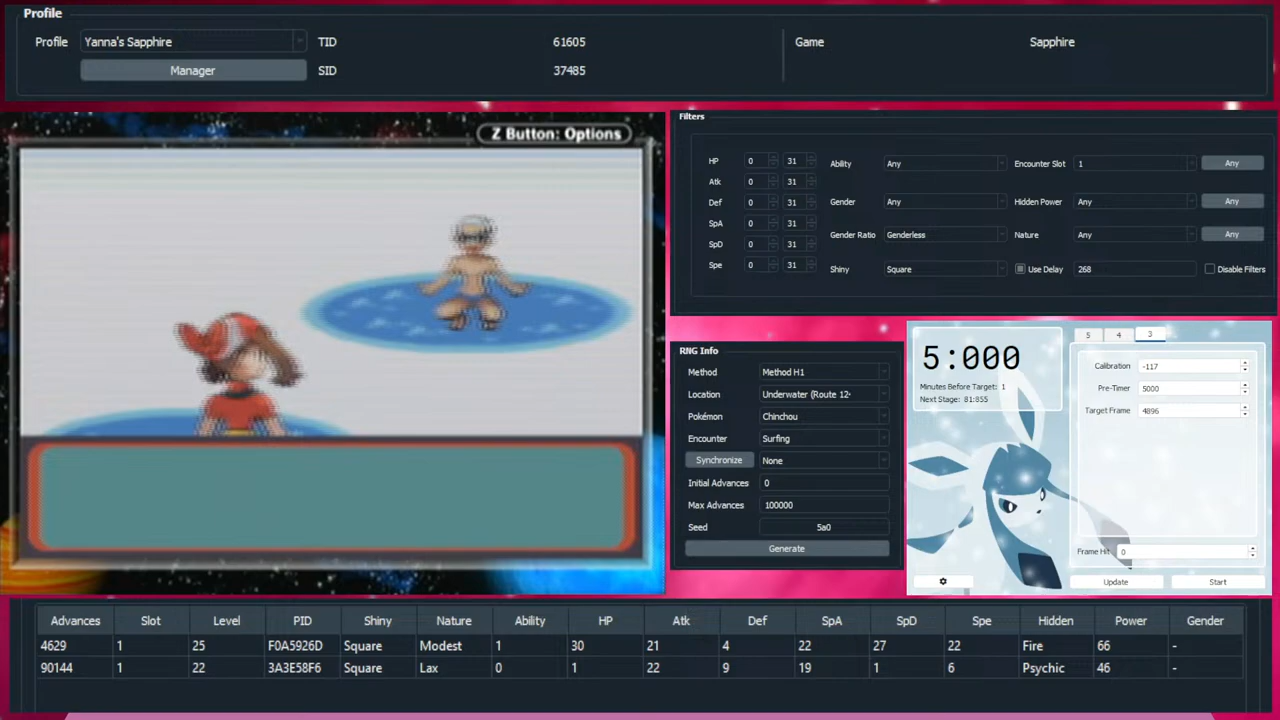 Profile
Profile Yanna's Sapphire TID 61605 Game Sapphire
Manager SID 37485
Z Button: Options
Filters
HP 0 31 Ability Any Encounter Slot 1 Any
Atk 0 31
Def 0 31 Gender Any Hidden Power Any Any
SpA 0 31 Gender Ratio Genderless Nature Any Any
SpD 0 31
Spe 0 31 Shiny Square Use Delay 268 Disable Filters
RNG Info
Method Method H1
Location Underwater (Route 12
Pokémon Chinchou
Encounter Surfing
Synchronize None
Initial Advances 0
Max Advances 100000
Seed 5a0
Generate
5:000
Minutes Before Target: 1
Next Stage: 81:855
5 4 3
Calibration -117
Pre-Timer 5000
Target Frame 4896
Frame Hit 0
Update Start
Advances Slot Level PID Shiny Nature Ability HP Atk Def SpA SpD Spe Hidden Power Gender
4629 1 25 F0A5926D Square Modest 1 30 21 4 22 27 22 Fire 66 -
90144 1 22 3A3E58F6 Square Lax 0 1 22 9 19 1 6 Psychic 46 -